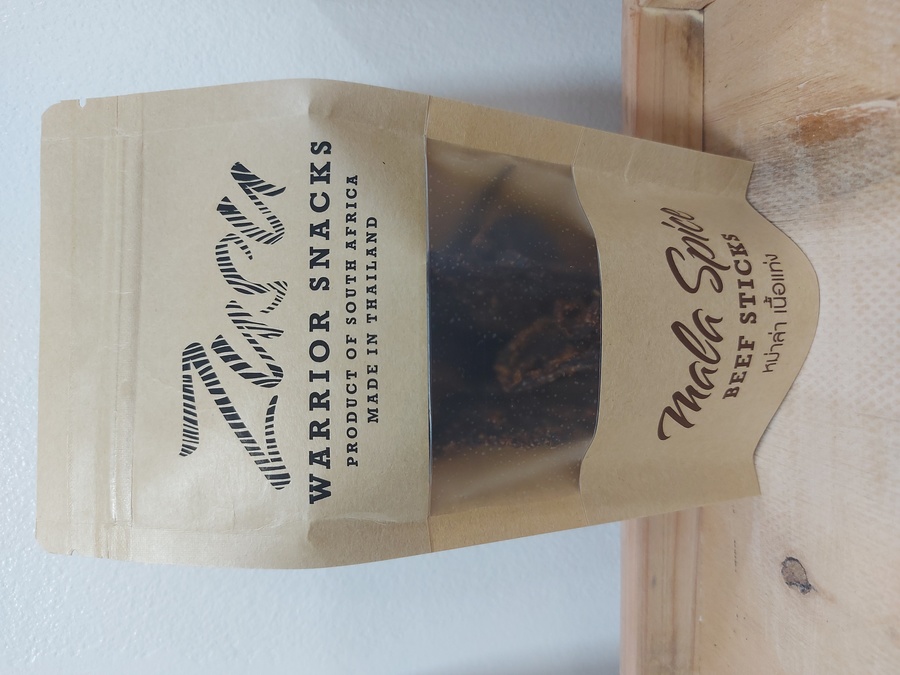 WARRIOR SNACKS
PRODUCT OF SOUTH AFRICA
MADE IN THAILAND
Mala Spice
BEEF STICKS
หม่าล่า เนื้อแท่ง